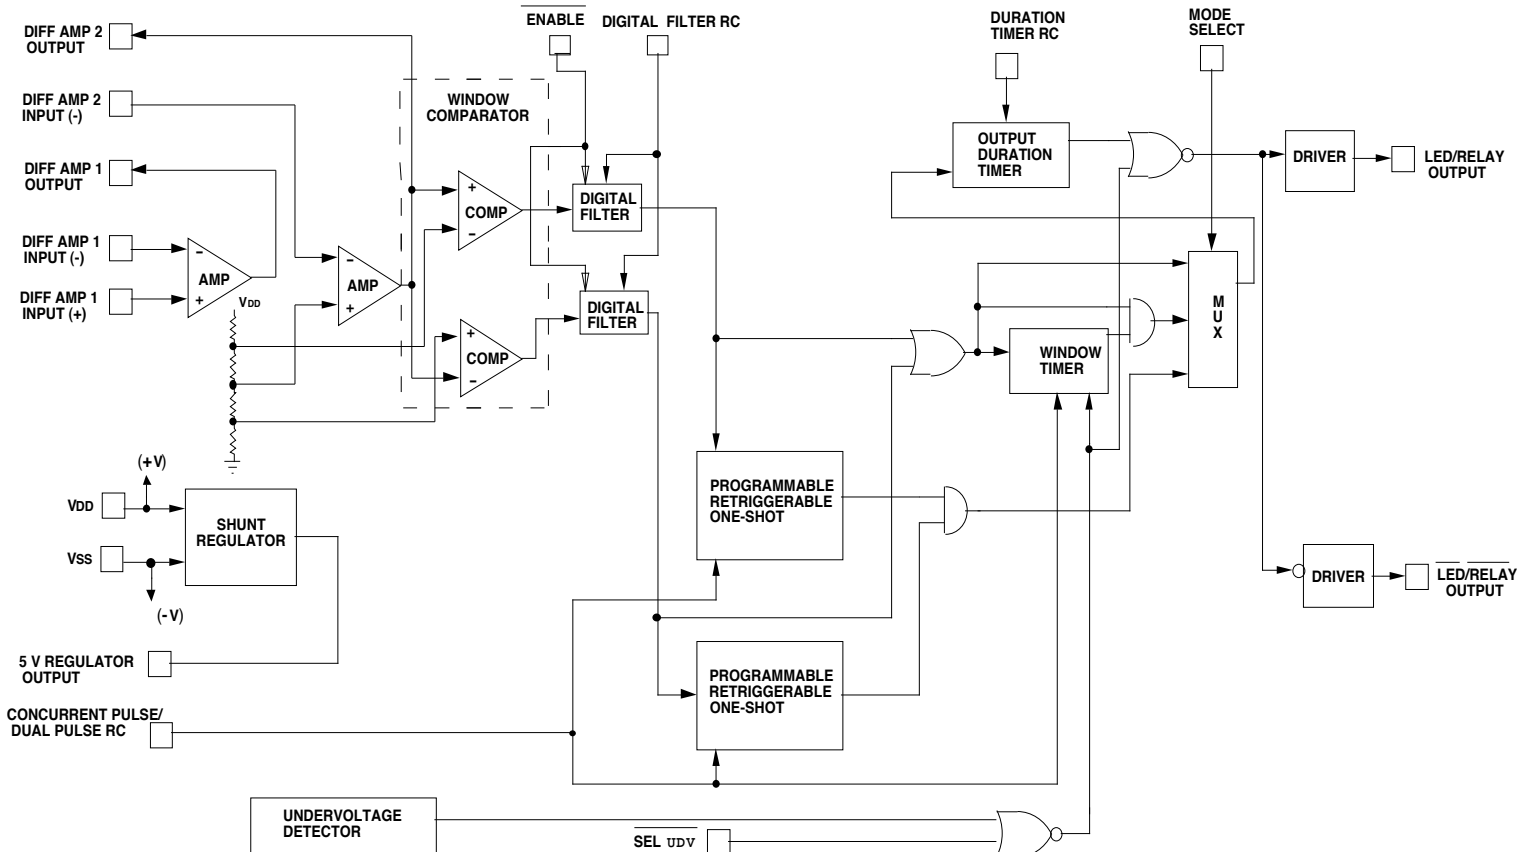 DIFF AMP 2
OUTPUT
DIFF AMP 2
INPUT (-)
DIFF AMP 1
OUTPUT
DIFF AMP 1
INPUT (-)
DIFF AMP 1
INPUT (+)
-
AMP
+
VDD
-
AMP
+
ENABLE
DIGITAL FILTER RC
WINDOW
COMPARATOR
+
COMP
-
+
COMP
-
DIGITAL
FILTER
DIGITAL
FILTER
DURATION
TIMER RC
MODE
SELECT
OUTPUT
DURATION
TIMER
DRIVER
LED/RELAY
OUTPUT
M
U
X
WINDOW
TIMER
(+V)
VDD
VSS
(-V)
SHUNT
REGULATOR
PROGRAMMABLE
RETRIGGERABLE
ONE-SHOT
DRIVER
LED/RELAY
OUTPUT
5 V REGULATOR
OUTPUT
PROGRAMMABLE
RETRIGGERABLE
ONE-SHOT
CONCURRENT PULSE/
DUAL PULSE RC
UNDERVOLTAGE
DETECTOR
SEL UDV